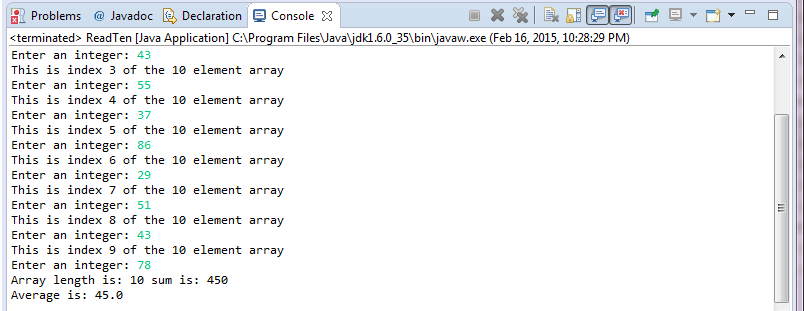 Problems @ Javadoc Declaration Console
<terminated> ReadTen [Java Application] C:\Program Files\Java\jdk1.6.0_35\bin\javaw.exe (Feb 16, 2015, 10:28:29 PM)
Enter an integer: 43
This is index 3 of the 10 element array
Enter an integer: 55
This is index 4 of the 10 element array
Enter an integer: 37
This is index 5 of the 10 element array
Enter an integer: 86
This is index 6 of the 10 element array
Enter an integer: 29
This is index 7 of the 10 element array
Enter an integer: 51
This is index 8 of the 10 element array
Enter an integer: 43
This is index 9 of the 10 element array
Enter an integer: 78
Array length is: 10 sum is: 450
Average is: 45.0